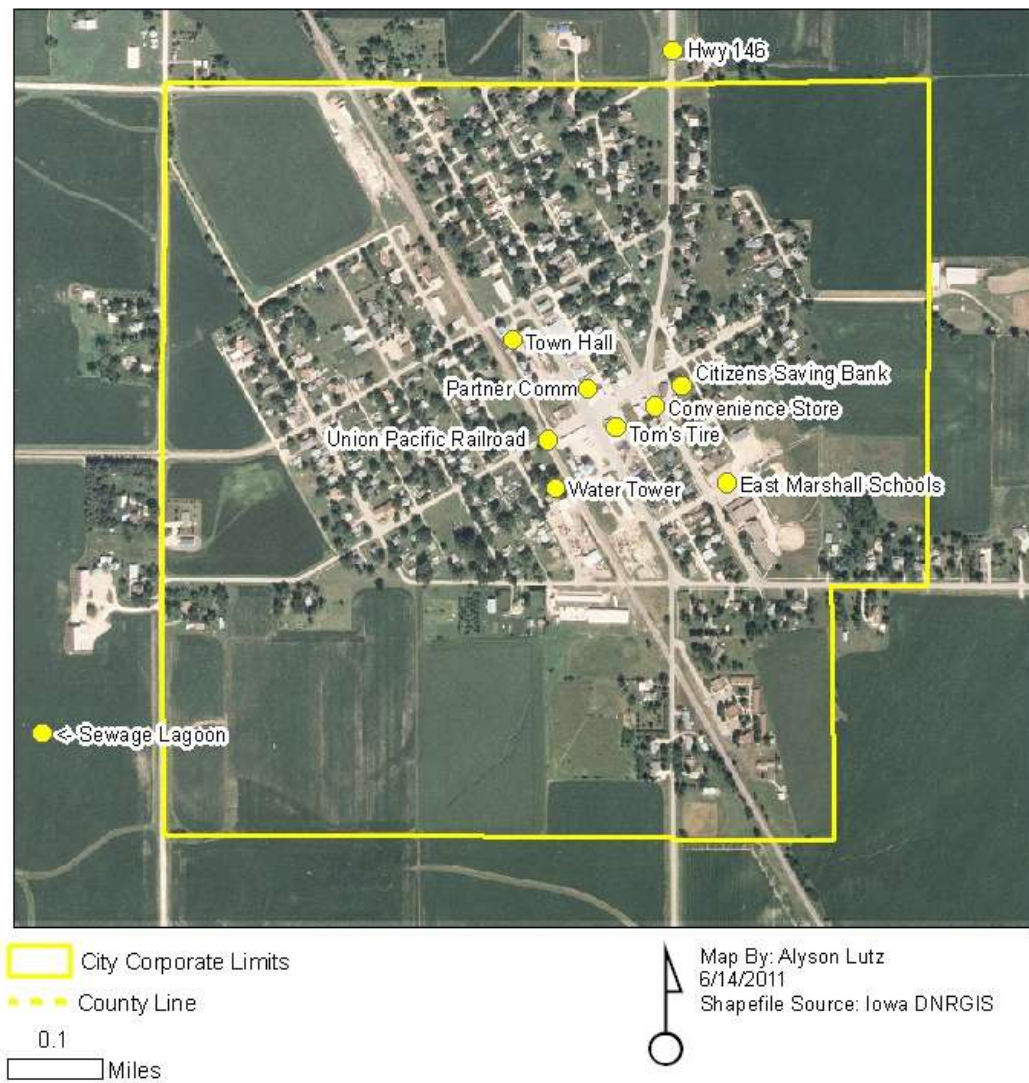 Hwy 146
Town Hall
Citizens Saving Bank
Partner Comm
Convenience Store
Tom's Tire
Union Pacific Railroad
East Marshall Schools
Water Tower
<- Sewage Lagoon
City Corporate Limits
County Line
0.1
Miles
Map By: Alyson Lutz
6/14/2011
Shapefile Source: Iowa DNRGIS